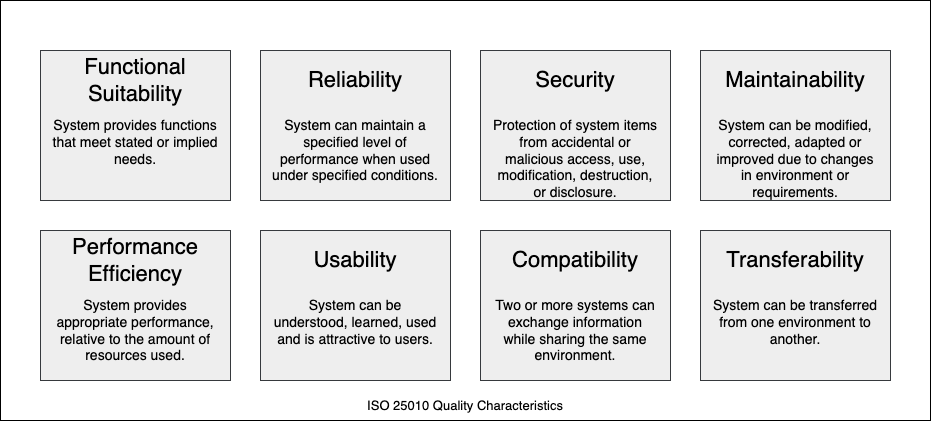 Functional
Suitability
System provides functions
that meet stated or implied
needs.
Reliability
System can maintain a
specified level of
performance when used
under specified conditions.
Security
Protection of system items
from accidental or
malicious access, use,
modification, destruction,
or disclosure.
Maintainability
System can be modified,
corrected, adapted or
improved due to changes
in environment or
requirements.
Performance
Efficiency
System provides
appropriate performance,
relative to the amount of
resources used.
Usability
System can be
understood, learned, used
and is attractive to users.
Compatibility
Two or more systems can
exchange information
while sharing the same
environment.
Transferability
System can be transferred
from one environment to
another.
ISO 25010 Quality Characteristics